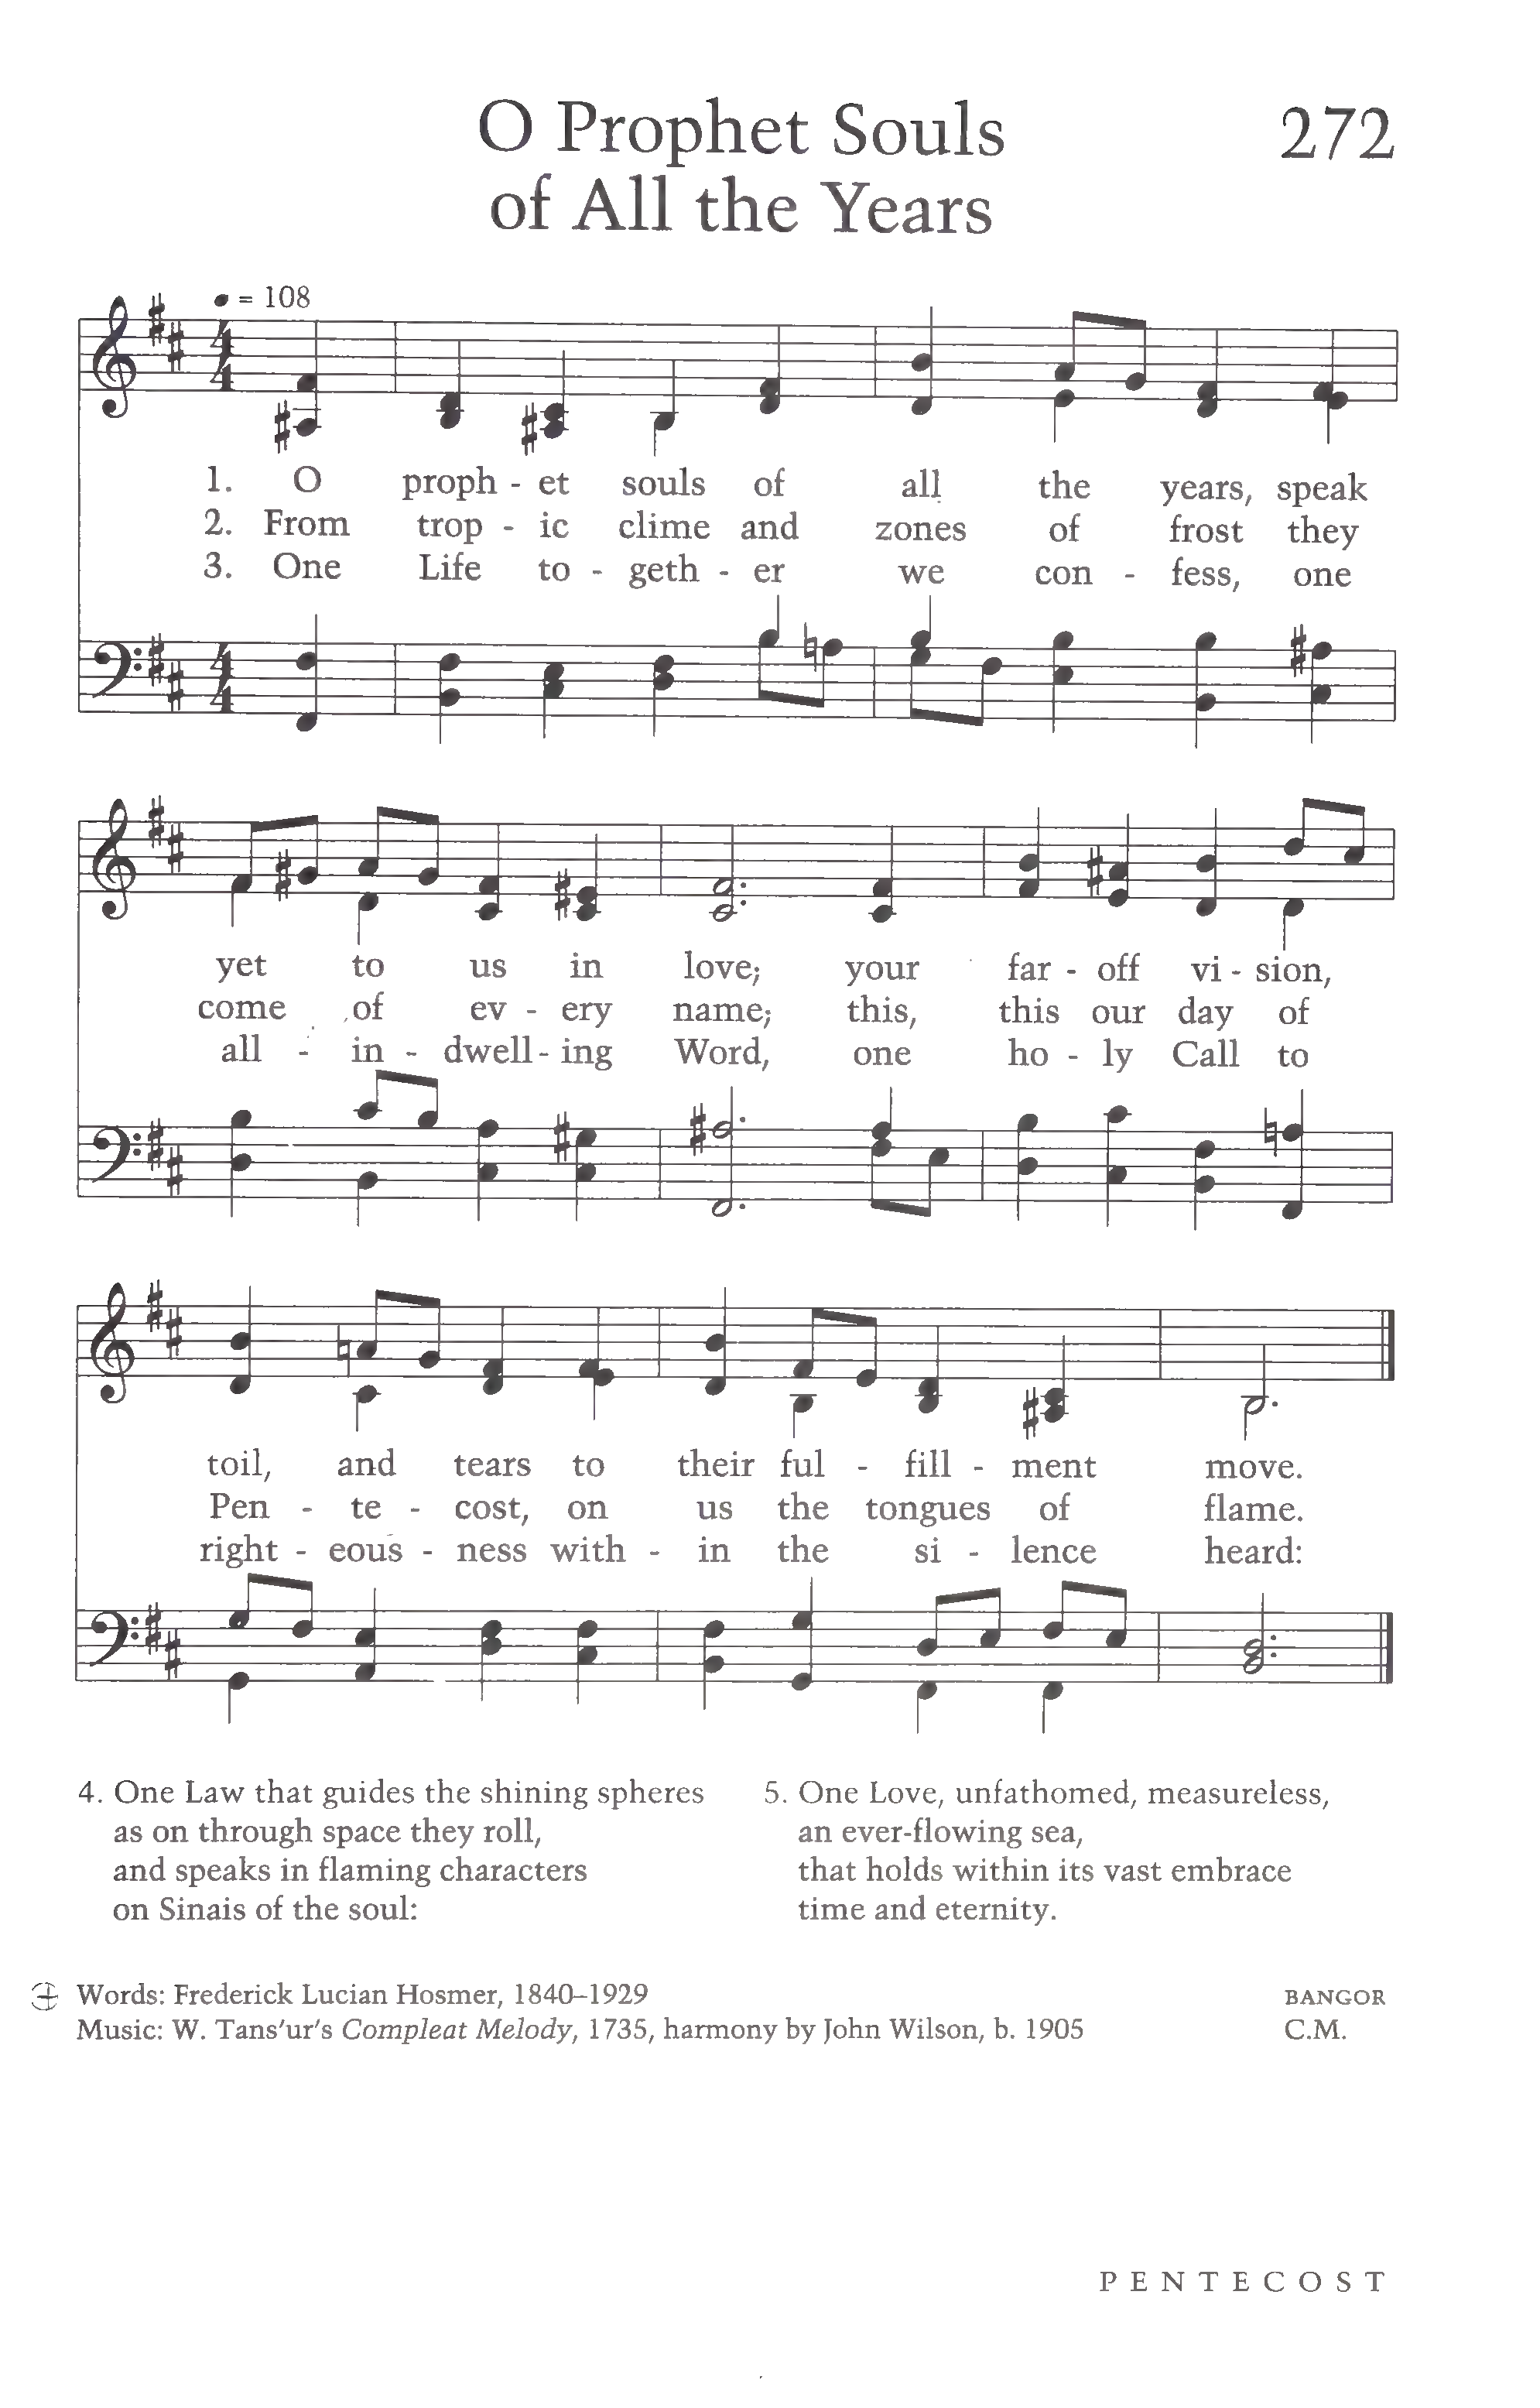 O Prophet Souls
of All the Years
272
= 108
1. O proph - et souls of all the years, speak
2. From trop - ic clime and zones of frost they
3. One Life to - geth - er we con - fess, one
yet to us in love; your far - off vi - sion,
come of ev - ery name; this, this our day of
all - in - dwell - ing Word, one ho - ly Call to
toil, and tears to their ful - fill - ment move.
Pen - te - cost, on us the tongues of flame.
right - eous - ness with - in the si - lence heard:
4. One Law that guides the shining spheres
as on through space they roll,
and speaks in flaming characters
on Sinais of the soul:
5. One Love, unfathomed, measureless,
an ever-flowing sea,
that holds within its vast embrace
time and eternity.
Words: Frederick Lucian Hosmer, 1840–1929
Music: W. Tans'ur's Compleat Melody, 1735, harmony by John Wilson, b. 1905
BANGOR
C.M.
PENTECOST